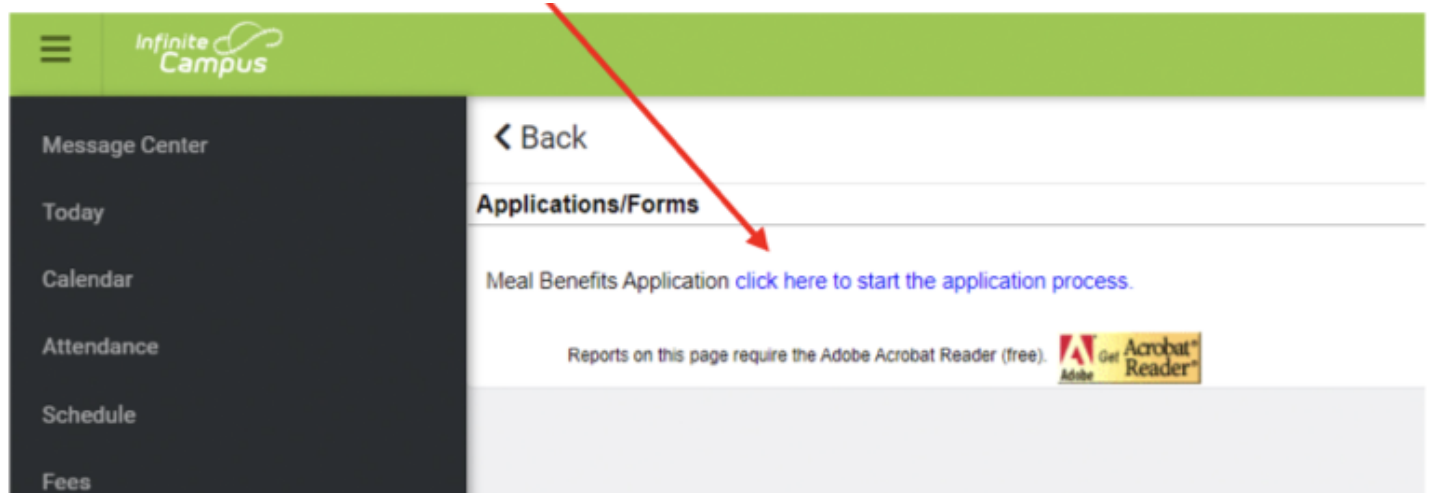 Infinite
Campus
Message Center
Today
Calendar
Attendance
Schedule
Fees
Back
Applications/Forms
Meal Benefits Application click here to start the application process.
Reports on this page require the Adobe Acrobat Reader (free).
Adobe
Get Acrobat®
Reader®